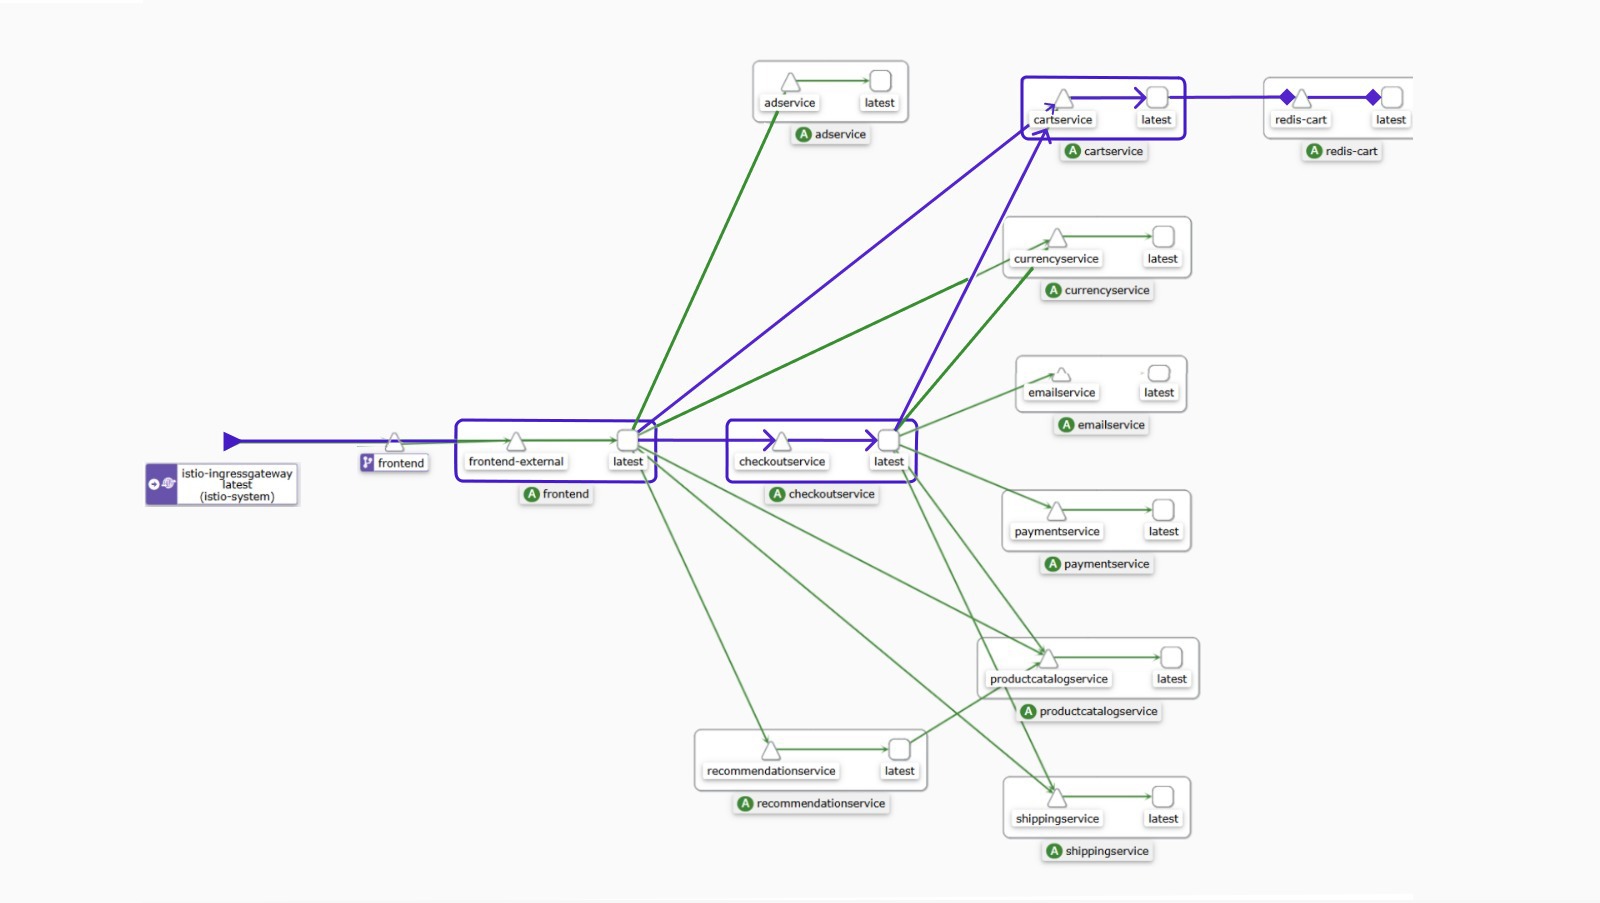 adservice
latest
A adservice
cartservice
latest
A cartservice
redis-cart
latest
A redis-cart
currencyservice
latest
A currencyservice
emailservice
latest
A emailservice
istio-ingressgateway
latest
(istio-system)
frontend
frontend-external
latest
A frontend
checkoutservice
latest
A checkoutservice
paymentservice
latest
A paymentservice
productcatalogservice
latest
A productcatalogservice
recommendationservice
latest
A recommendationservice
shippingservice
latest
A shippingservice